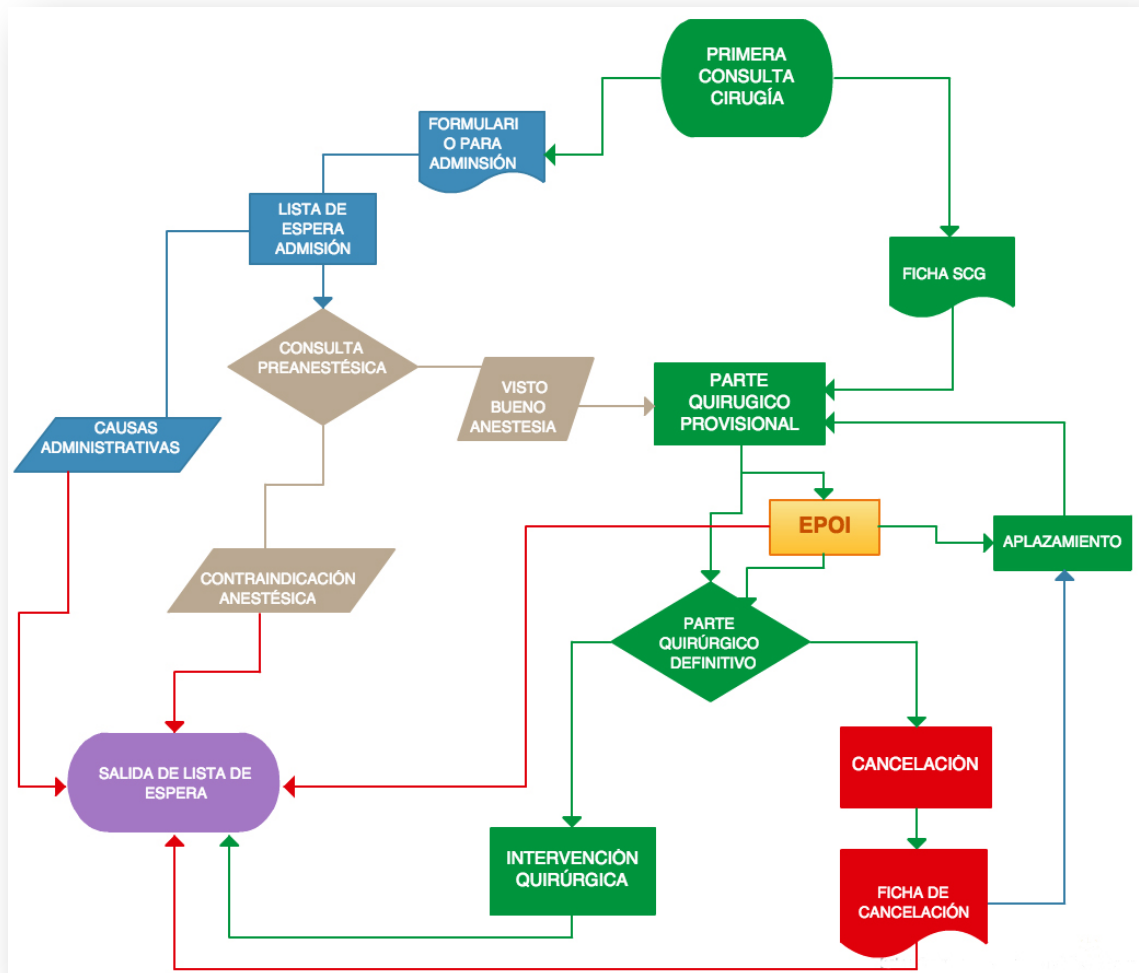 PRIMERA
CONSULTA
CIRUGÍA
FORMULARI
O PARA
ADMINSIÓN
LISTA DE
ESPERA
ADMISIÓN
FICHA SCG
CONSULTA
PREANESTÉSICA
VISTO
BUENO
ANESTESIA
PARTE
QUIRUGICO
PROVISIONAL
CAUSAS
ADMINISTRATIVAS
EPOI
APLAZAMIENTO
CONTRAINDICACIÓN
ANESTÉSICA
PARTE
QUIRÚRGICO
DEFINITIVO
SALIDA DE LISTA DE
ESPERA
CANCELACIÓN
INTERVENCIÓN
QUIRÚRGICA
FICHA DE
CANCELACIÓN